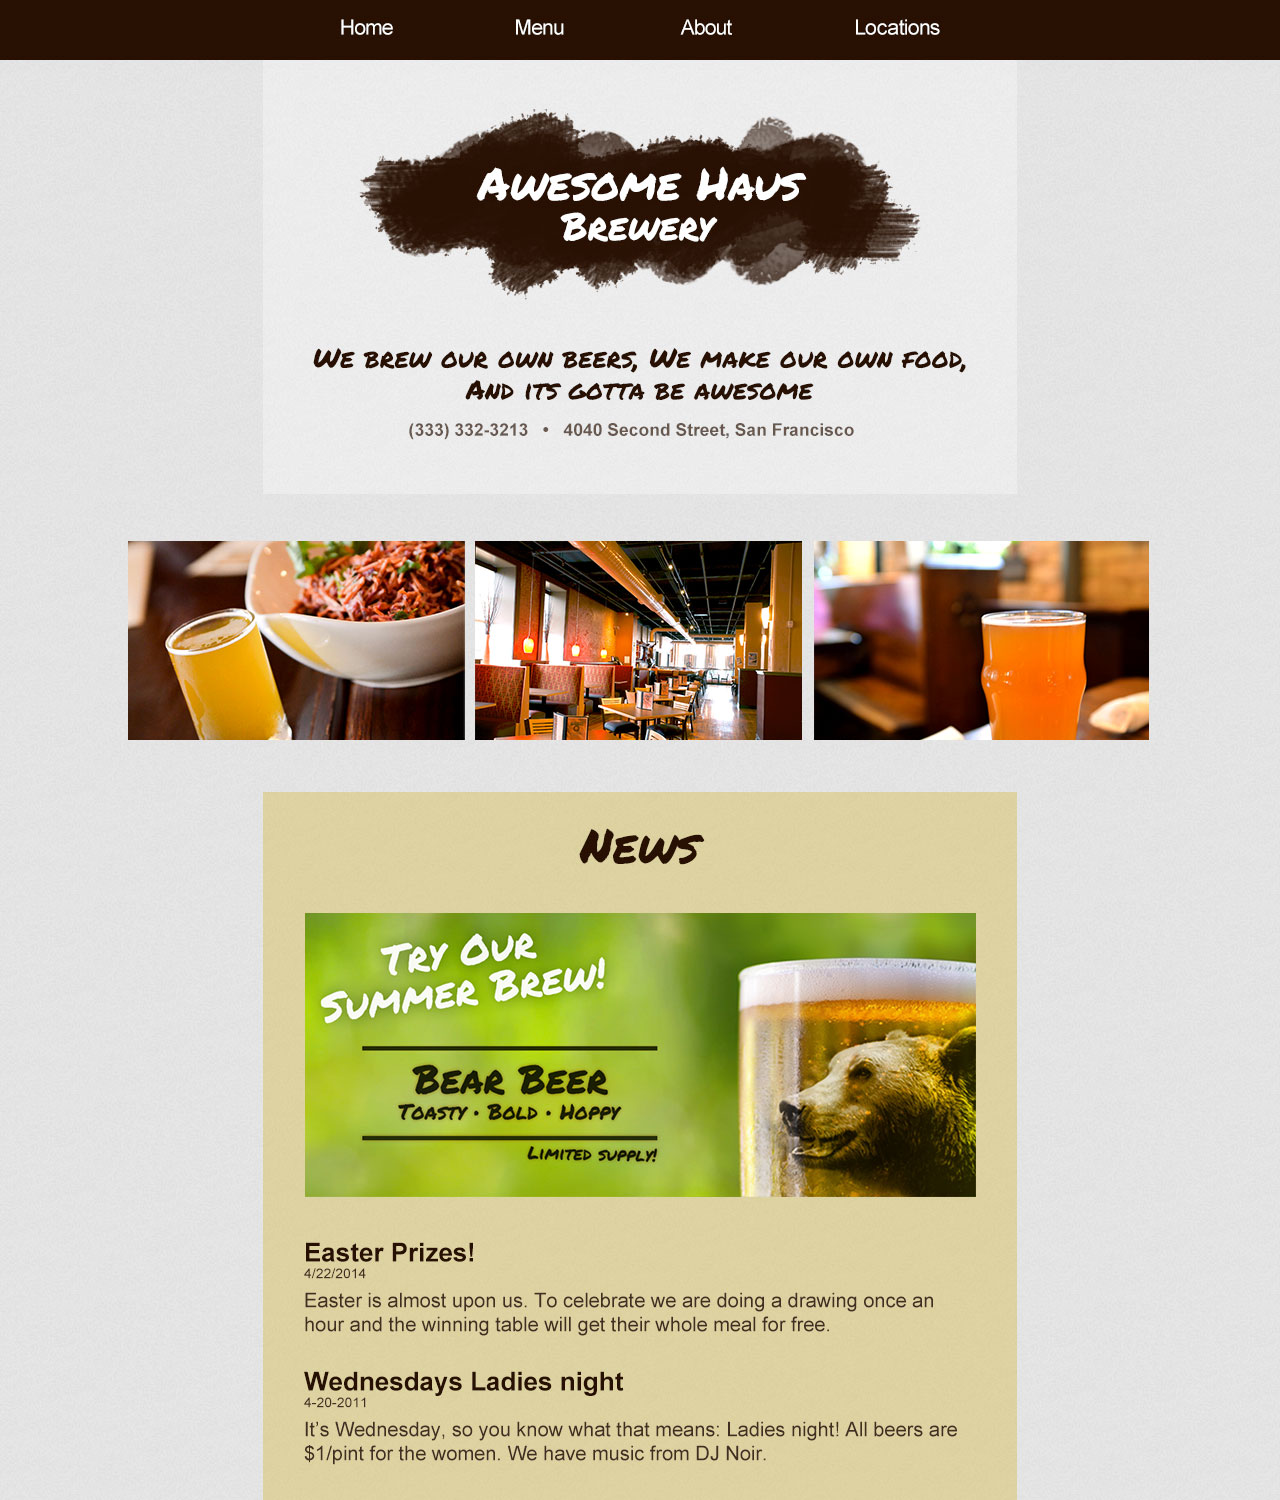 Home Menu About Locations
Awesome Haus
Brewery
We brew our own beers, We make our own food,
And its gotta be awesome
(333) 332-3213 • 4040 Second Street, San Francisco
News
Try Our
Summer Brew!
Bear Beer
Toasty • Bold • Hoppy
Limited supply!
Easter Prizes!
4/22/2014
Easter is almost upon us. To celebrate we are doing a drawing once an
hour and the winning table will get their whole meal for free.
Wednesdays Ladies night
4-20-2011
It’s Wednesday, so you know what that means: Ladies night! All beers are
$1/pint for the women. We have music from DJ Noir.